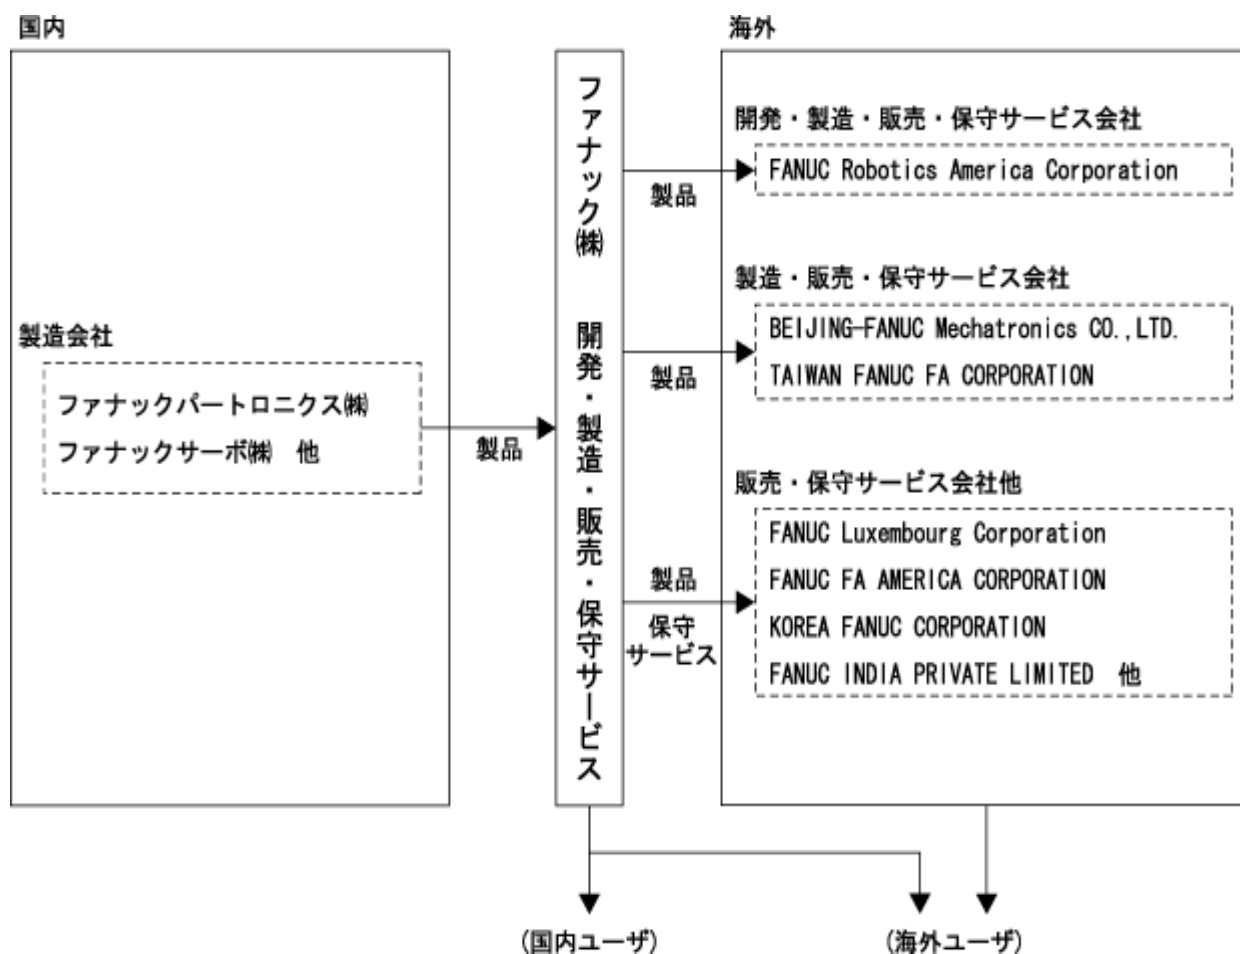 国内
製造会社
ファナックパートロニクス㈱
ファナックサーボ㈱　他
製品
ファナック㈱　開発・製造・販売・保守サービス
海外
開発・製造・販売・保守サービス会社
FANUC Robotics America Corporation
製品
製造・販売・保守サービス会社
BEIJING-FANUC Mechatronics CO.,LTD.
TAIWAN FANUC FA CORPORATION
製品
販売・保守サービス会社他
FANUC Luxembourg Corporation
FANUC FA AMERICA CORPORATION
KOREA FANUC CORPORATION
FANUC INDIA PRIVATE LIMITED　他
製品
保守
サービス
(国内ユーザ)
(海外ユーザ)